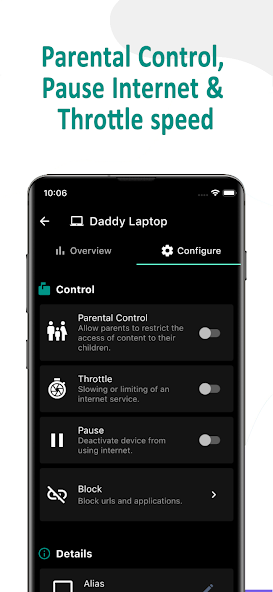 Parental Control,
Pause Internet &
Throttle speed
10:06
Daddy Laptop
Overview
Configure
Control
Parental Control
Allow parents to restrict the
access of content to their
children.
Throttle
Slowing or limiting of an
internet service.
Pause
Deactivate device from
using internet.
Block
Block urls and applications.
Details
Alias